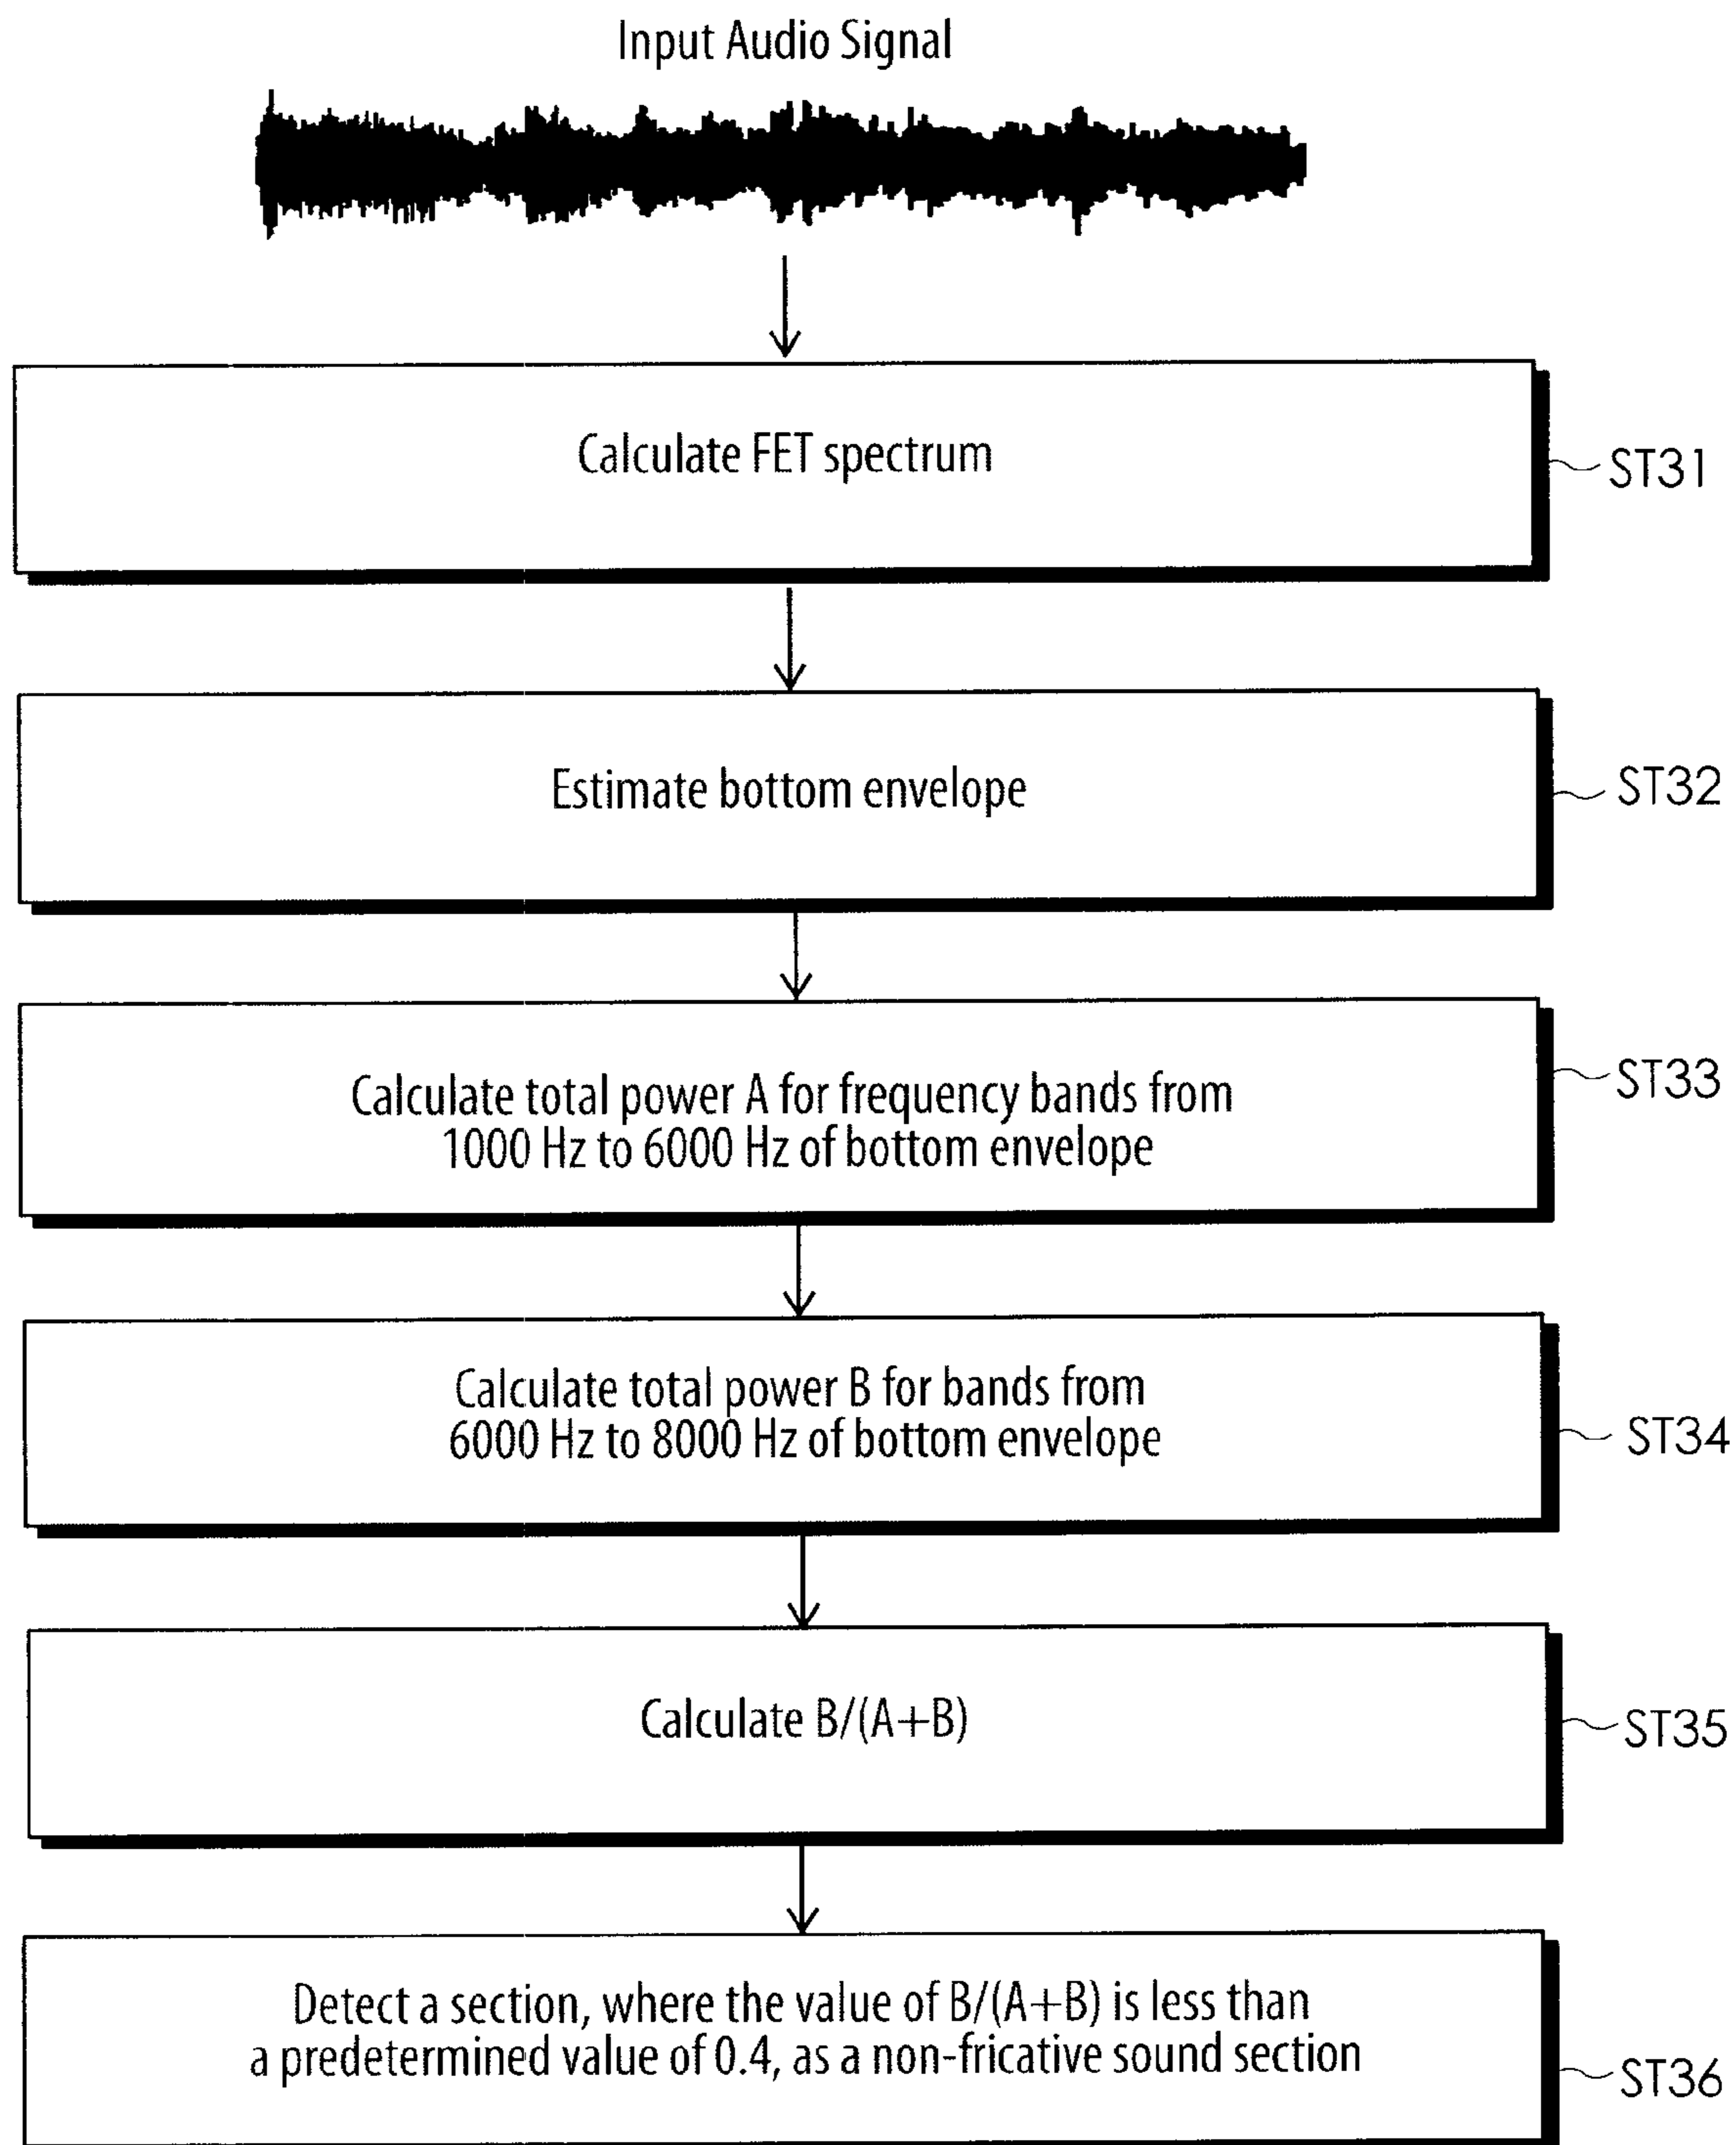 Input Audio Signal
Calculate FET spectrum
ST31
Estimate bottom envelope
ST32
Calculate total power A for frequency bands from
1000 Hz to 6000 Hz of bottom envelope
ST33
Calculate total power B for bands from
6000 Hz to 8000 Hz of bottom envelope
ST34
Calculate B/(A+B)
ST35
Detect a section, where the value of B/(A+B) is less than
a predetermined value of 0.4, as a non-fricative sound section
ST36